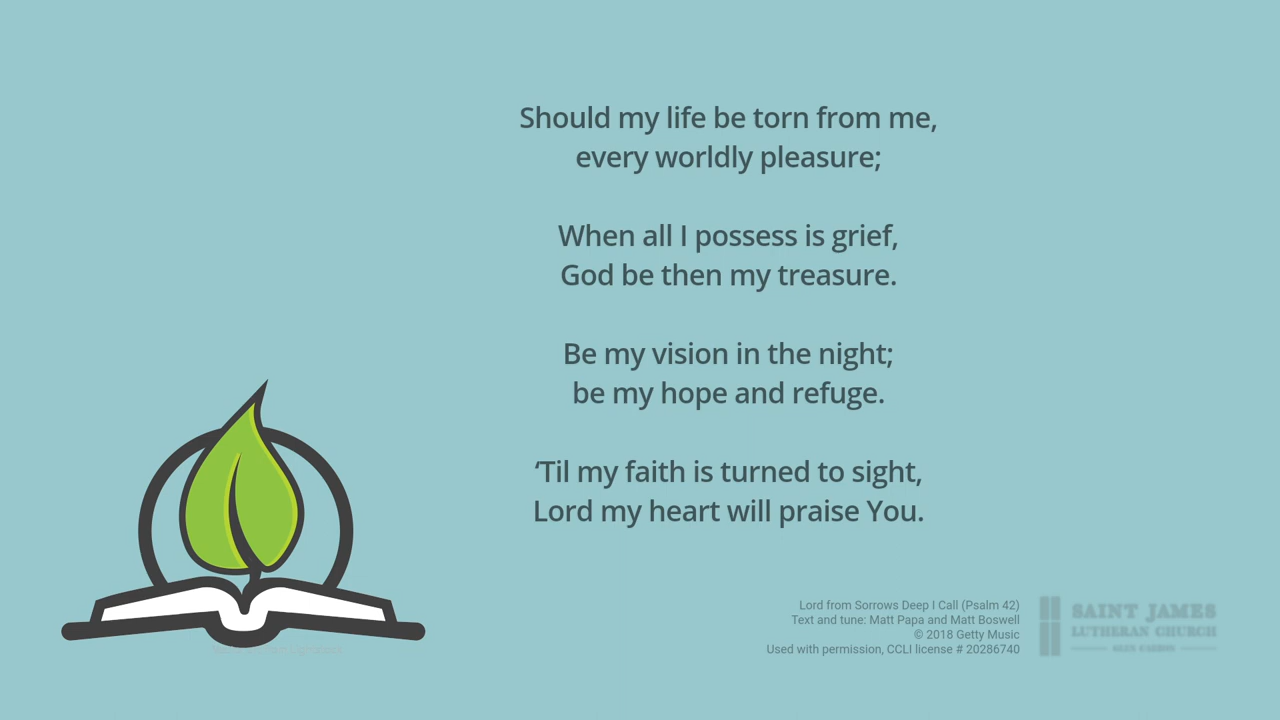 Should my life be torn from me,
every worldly pleasure;
When all I possess is grief,
God be then my treasure.
Be my vision in the night;
be my hope and refuge.
‘Til my faith is turned to sight,
Lord my heart will praise You.
Lord from Sorrows Deep I Call (Psalm 42)
Text and tune: Matt Papa and Matt Boswell
© 2018 Getty Music
Used with permission, CCLI license # 20286740
SAINT JAMES
LUTHERAN CHURCH